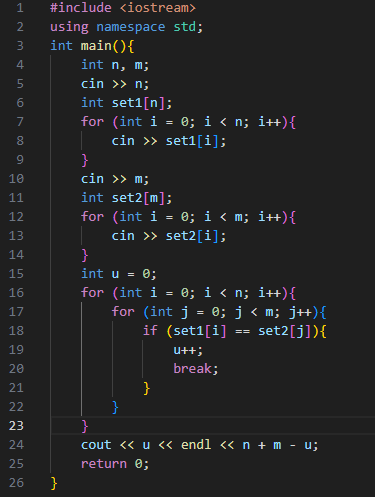 1 #include <iostream>
2 using namespace std;
3 int main(){
4 int n, m;
5 cin >> n;
6 int set1[n];
7 for (int i = 0; i < n; i++){
8 cin >> set1[i];
9 }
10 cin >> m;
11 int set2[m];
12 for (int i = 0; i < m; i++){
13 cin >> set2[i];
14 }
15 int u = 0;
16 for (int i = 0; i < n; i++){
17 for (int j = 0; j < m; j++){
18 if (set1[i] == set2[j]){
19 u++;
20 break;
21 }
22 }
23 }
24 cout << u << endl << n + m - u;
25 return 0;
26 }